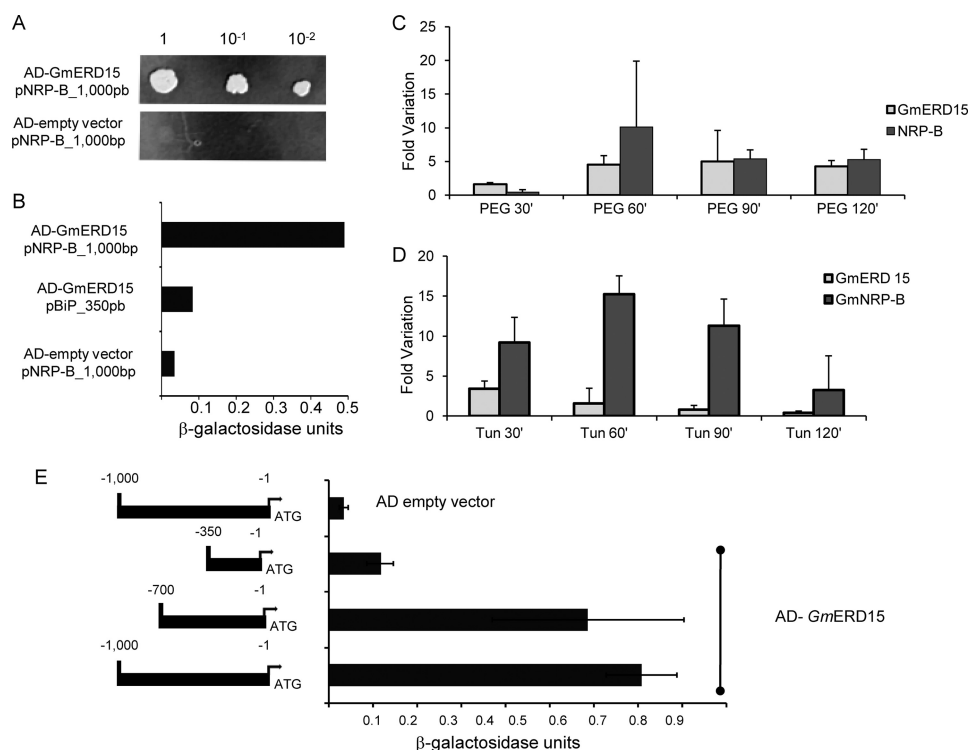 A
1 10-1 10-2
AD-GmERD15
pNRP-B_1,000pb
AD-empty vector
pNRP-B_1,000bp
B
AD-GmERD15
pNRP-B_1,000bp
AD-GmERD15
pBiP_350pb
AD-empty vector
pNRP-B_1,000bp
0.1 0.2 0.3 0.4 0.5
β-galactosidase units
C
25
20
15
10
5
0
Fold Variation
GmERD15
NRP-B
PEG 30' PEG 60' PEG 90' PEG 120'
D
20
15
10
5
0
Fold Variation
GmERD 15
GmNRP-B
Tun 30' Tun 60' Tun 90' Tun 120'
E
-1,000 -1
ATG
AD empty vector
-350 -1
ATG
-700 -1
ATG
-1,000 -1
ATG
AD- GmERD15
0.1 0.2 0.3 0.4 0.5 0.6 0.7 0.8 0.9
β-galactosidase units